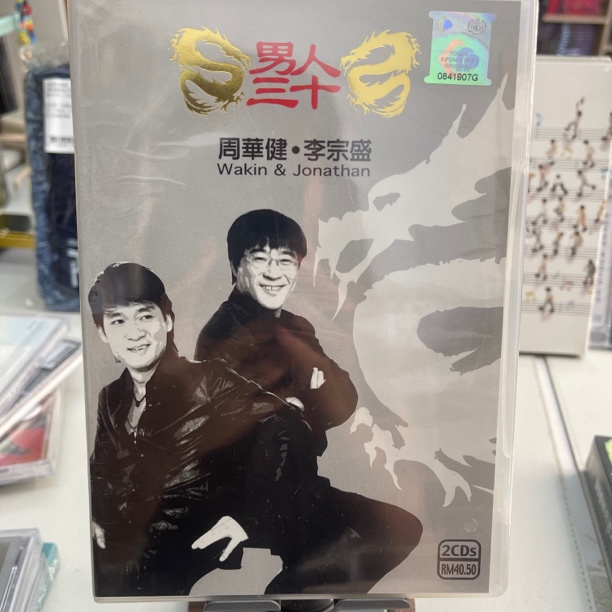 男人
三十
周華健•李宗盛
Wakin & Jonathan
0841907G
2CDs
RM40.50